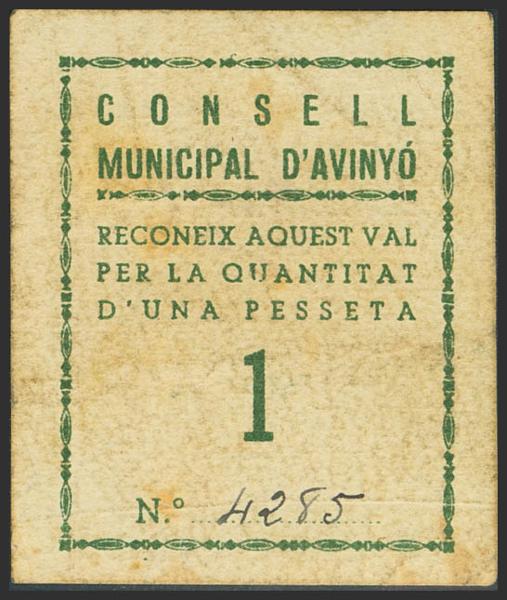 CONSELL
MUNICIPAL D'AVINYÓ
RECONEIX AQUEST VAL
PER LA QUANTITAT
D'UNA PESSETA
1
N.º 4285